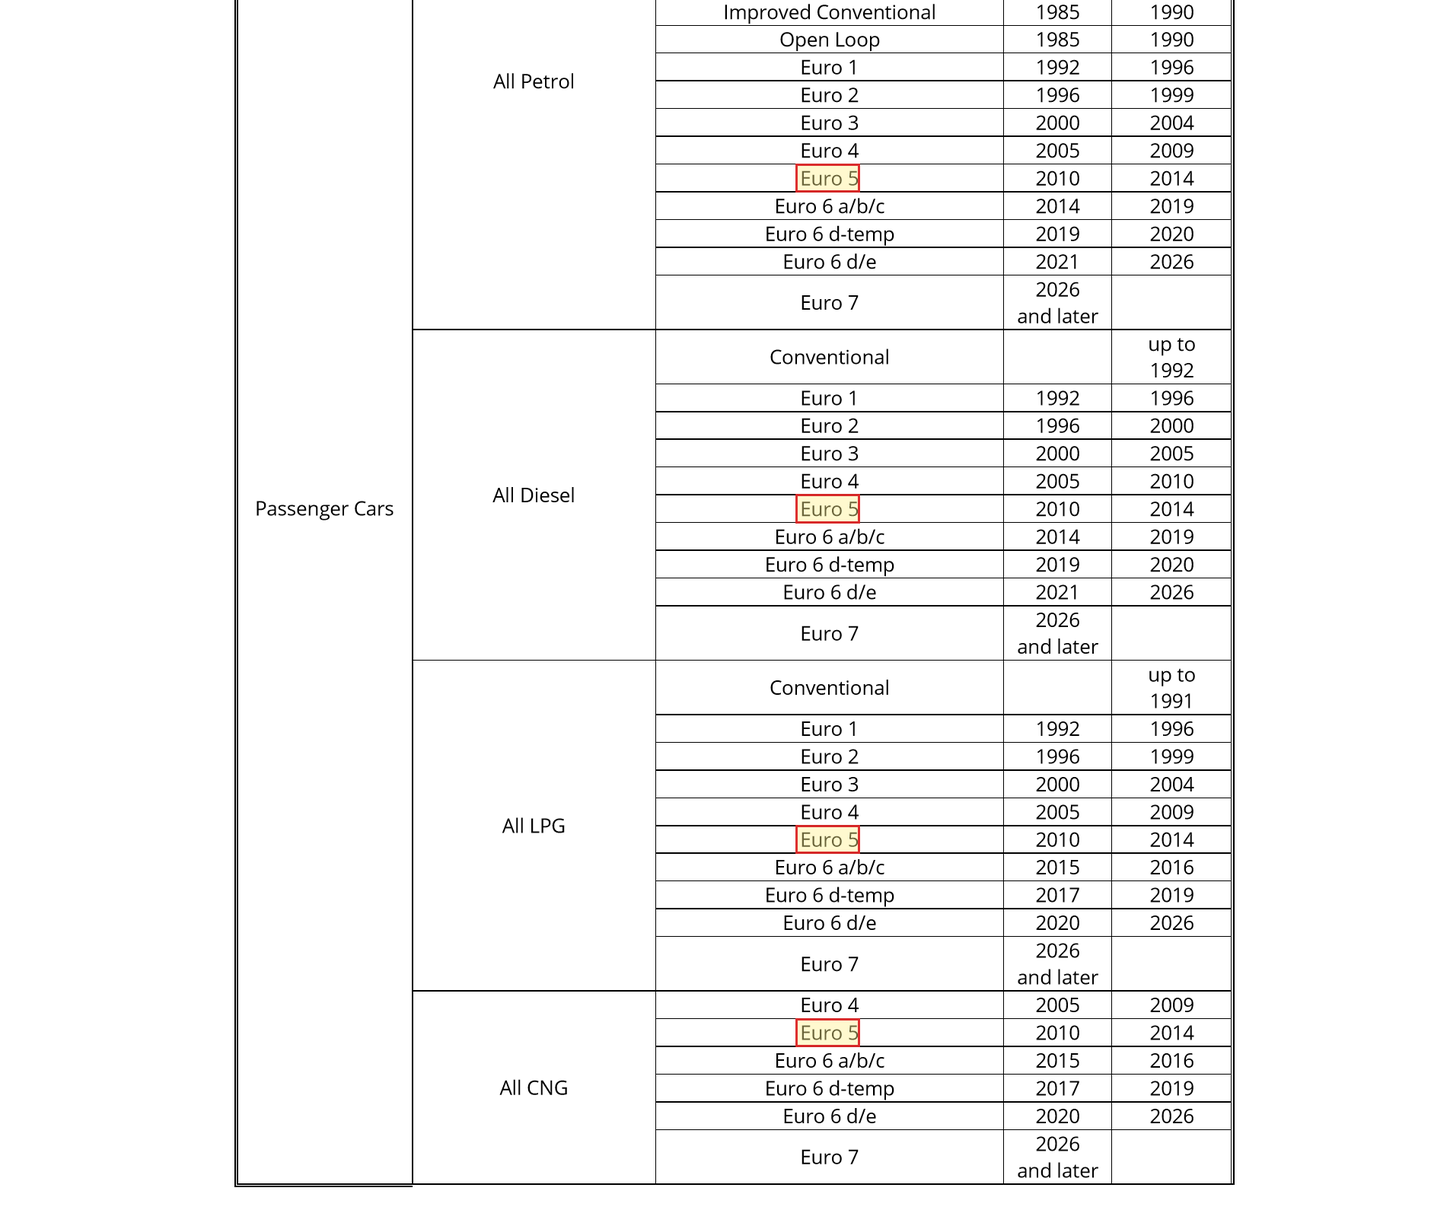 Improved Conventional 1985 1990
Open Loop 1985 1990
Euro 1 1992 1996
All Petrol
Euro 2 1996 1999
Euro 3 2000 2004
Euro 4 2005 2009
Euro 5 2010 2014
Euro 6 a/b/c 2014 2019
Euro 6 d-temp 2019 2020
Euro 6 d/e 2021 2026
Euro 7 2026
and later
Conventional up to
1992
Euro 1 1992 1996
Euro 2 1996 2000
Euro 3 2000 2005
Euro 4 2005 2010
All Diesel
Passenger Cars Euro 5 2010 2014
Euro 6 a/b/c 2014 2019
Euro 6 d-temp 2019 2020
Euro 6 d/e 2021 2026
Euro 7 2026
and later
Conventional up to
1991
Euro 1 1992 1996
Euro 2 1996 1999
Euro 3 2000 2004
Euro 4 2005 2009
All LPG
Euro 5 2010 2014
Euro 6 a/b/c 2015 2016
Euro 6 d-temp 2017 2019
Euro 6 d/e 2020 2026
Euro 7 2026
and later
Euro 4 2005 2009
Euro 5 2010 2014
Euro 6 a/b/c 2015 2016
All CNG Euro 6 d-temp 2017 2019
Euro 6 d/e 2020 2026
Euro 7 2026
and later